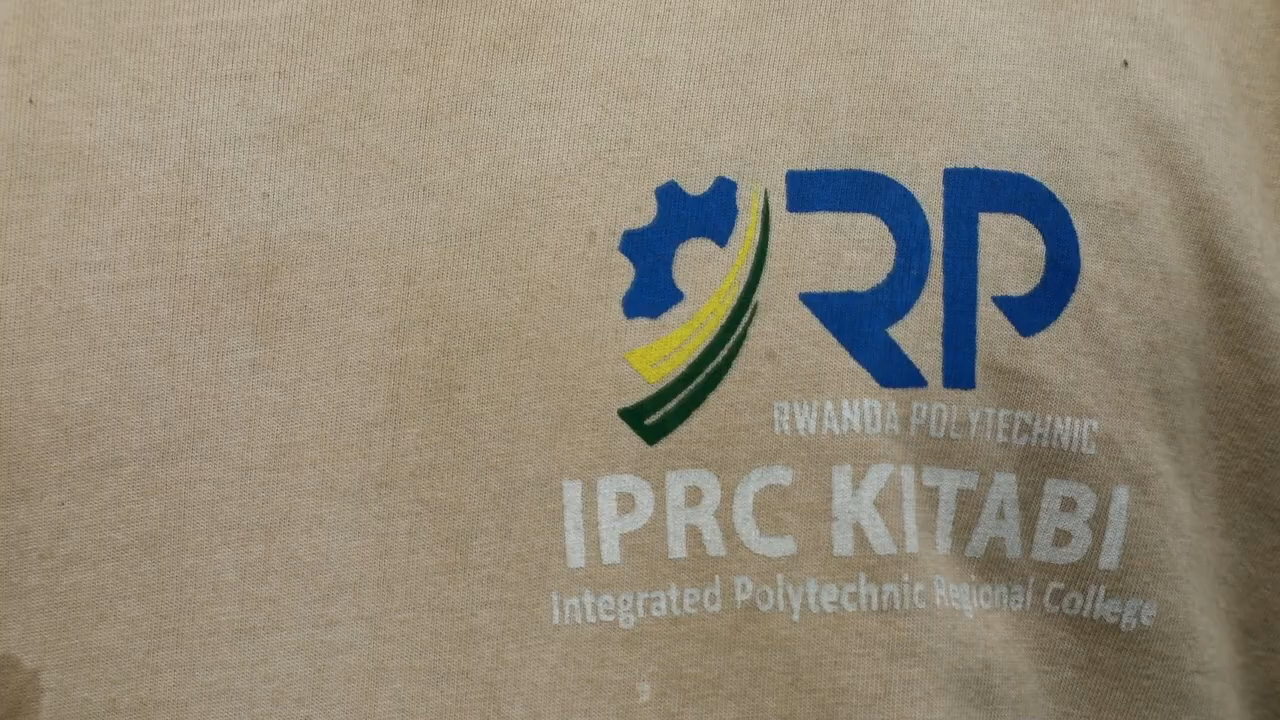 RP
RWANDA POLYTECHNIC
IPRC KITABI
Integrated Polytechnic Regional College